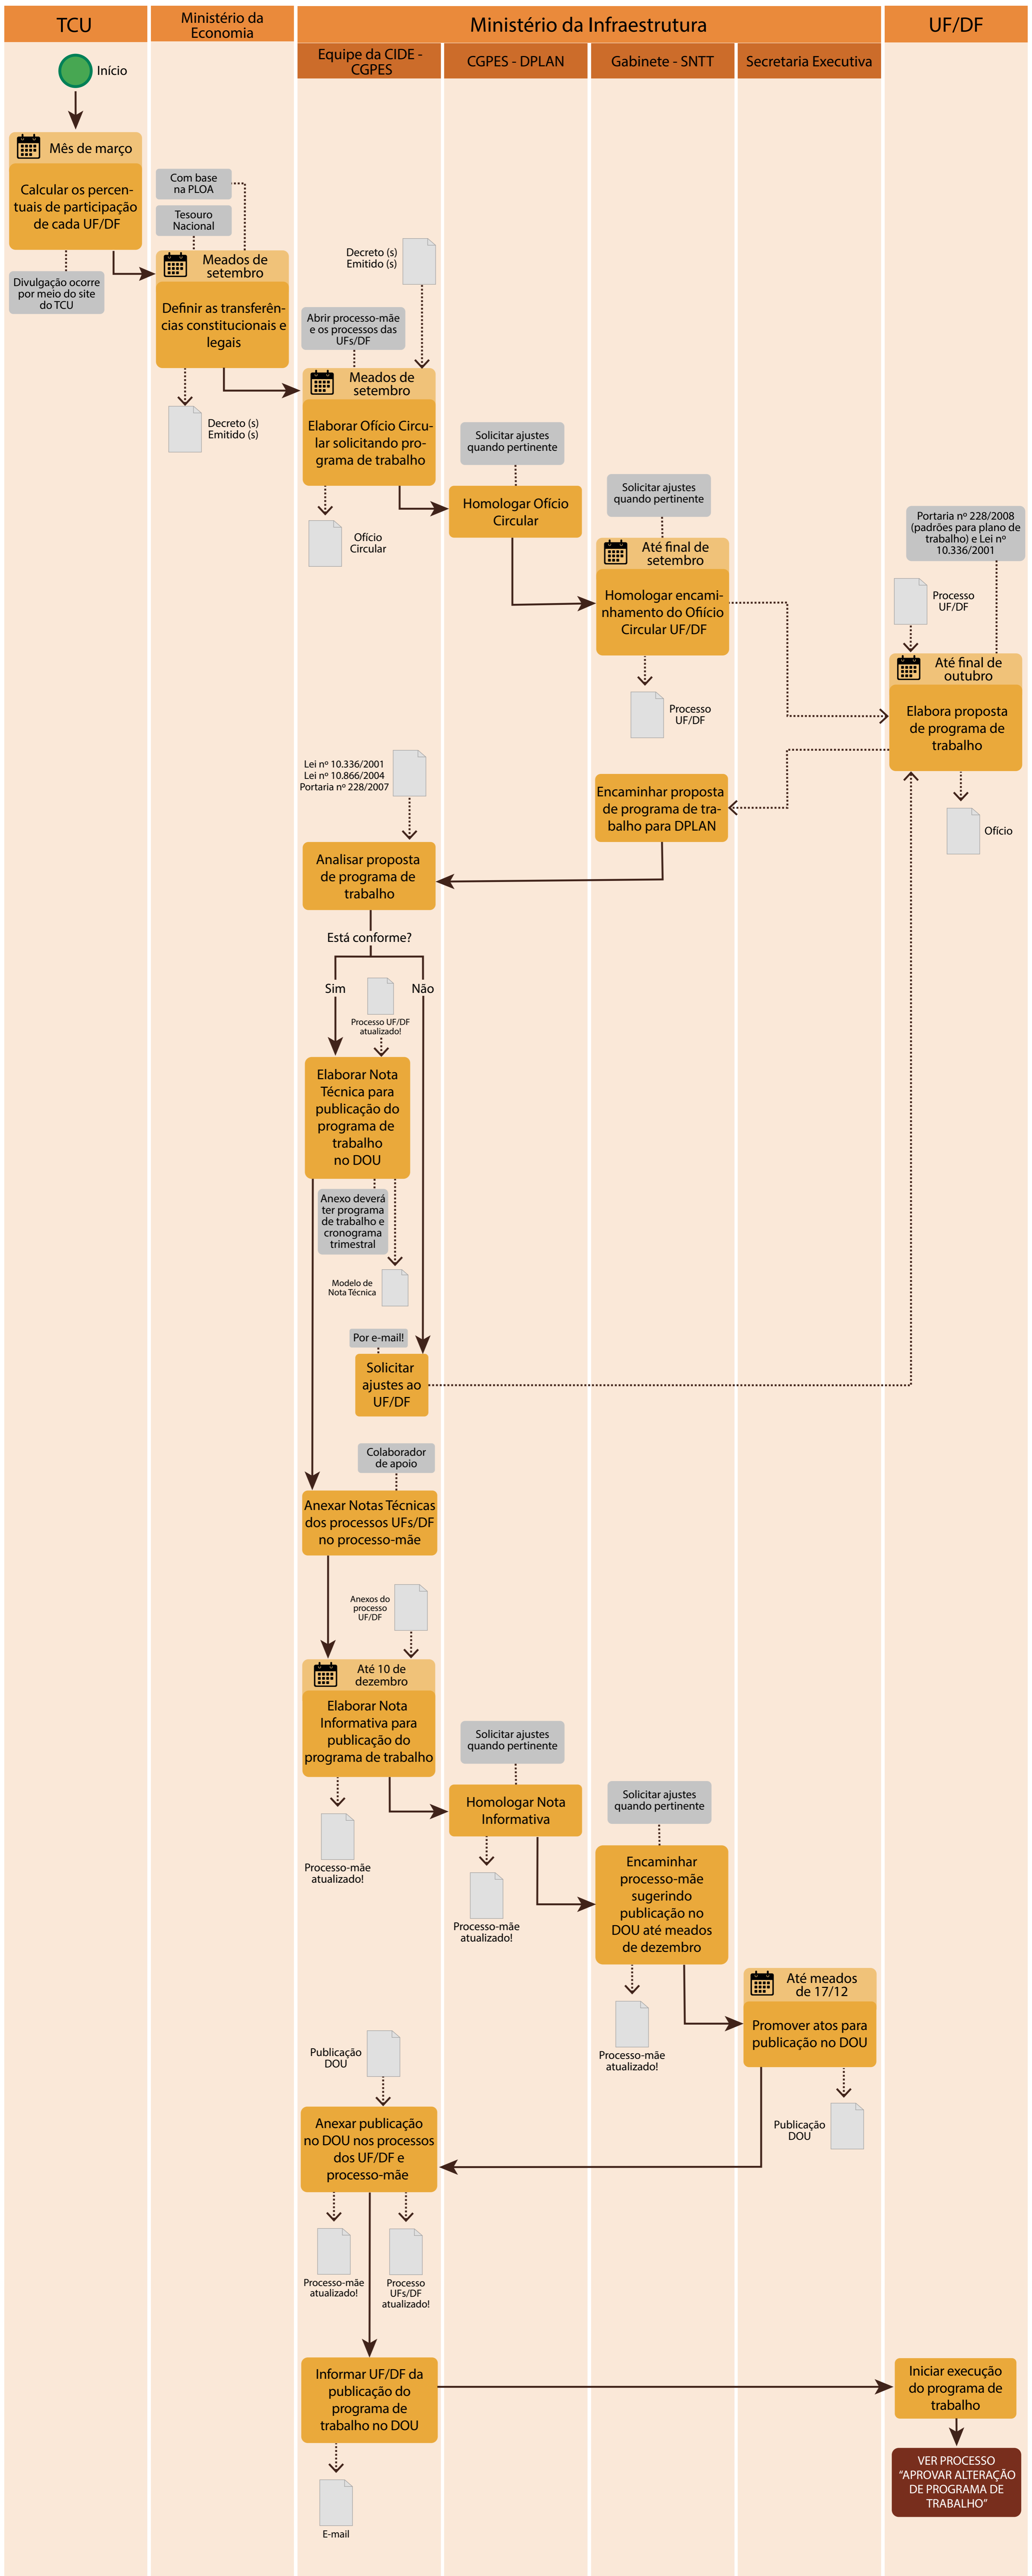 TCU
Ministério da
Economia
Ministério da Infraestrutura
UF/DF
Equipe da CIDE -
CGPES
CGPES - DPLAN
Gabinete - SNTT
Secretaria Executiva
Início
Mês de março
Calcular os percen-
tuais de participação
de cada UF/DF
Divulgação ocorre
por meio do site
do TCU
Com base
na PLOA
Tesouro
Nacional
Meados de
setembro
Definir as transferên-
cias constitucionais e
legais
Decreto (s)
Emitido (s)
Decreto (s)
Emitido (s)
Abrir processo-mãe
e os processos das
UFs/DF
Meados de
setembro
Elaborar Ofício Circu-
lar solicitando pro-
grama de trabalho
Ofício
Circular
Solicitar ajustes
quando pertinente
Homologar Ofício
Circular
Solicitar ajustes
quando pertinente
Até final de
setembro
Homologar encami-
nhamento do Ofiício
Circular UF/DF
Processo
UF/DF
Portaria nº 228/2008
(padrões para plano de
trabalho) e Lei nº
10.336/2001
Processo
UF/DF
Até final de
outubro
Elabora proposta
de programa de
trabalho
Ofício
Encaminhar proposta
de programa de tra-
balho para DPLAN
Lei nº 10.336/2001
Lei nº 10.866/2004
Portaria nº 228/2007
Analisar proposta
de programa de
trabalho
Está conforme?
Sim
Não
Processo UF/DF
atualizado!
Elaborar Nota
Técnica para
publicação do
programa de
trabalho
no DOU
Anexo deverá
ter programa
de trabalho e
cronograma
trimestral
Modelo de
Nota Técnica
Por e-mail!
Solicitar
ajustes ao
UF/DF
Colaborador
de apoio
Anexar Notas Técnicas
dos processos UFs/DF
no processo-mãe
Anexos do
processo
UF/DF
Até 10 de
dezembro
Elaborar Nota
Informativa para
publicação do
programa de trabalho
Processo-mãe
atualizado!
Solicitar ajustes
quando pertinente
Homologar Nota
Informativa
Processo-mãe
atualizado!
Solicitar ajustes
quando pertinente
Encaminhar
processo-mãe
sugerindo
publicação no
DOU até meados
de dezembro
Processo-mãe
atualizado!
Até meados
de 17/12
Promover atos para
publicação no DOU
Publicação
DOU
Publicação
DOU
Anexar publicação
no DOU nos processos
dos UF/DF e
processo-mãe
Processo-mãe
atualizado!
Processo
UFs/DF
atualizado!
Informar UF/DF da
publicação do
programa de
trabalho no DOU
E-mail
Iniciar execução
do programa de
trabalho
VER PROCESSO
“APROVAR ALTERAÇÃO
DE PROGRAMA DE
TRABALHO”